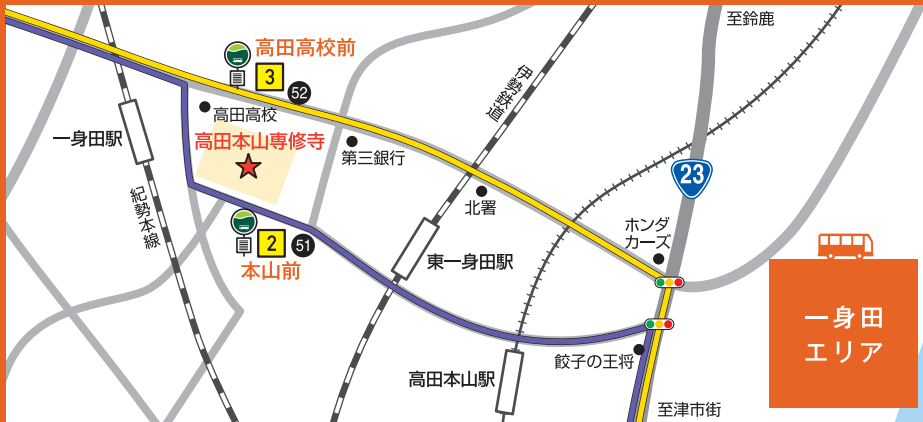 至鈴鹿
高田高校前
3
52
伊勢鉄道
高田高校
一身田駅
高田本山専修寺
第三銀行
23
紀勢本線
北署
ホンダ
カーズ
2
51
本山前
東一身田駅
一身田
エリア
餃子の王将
高田本山駅
至津市街